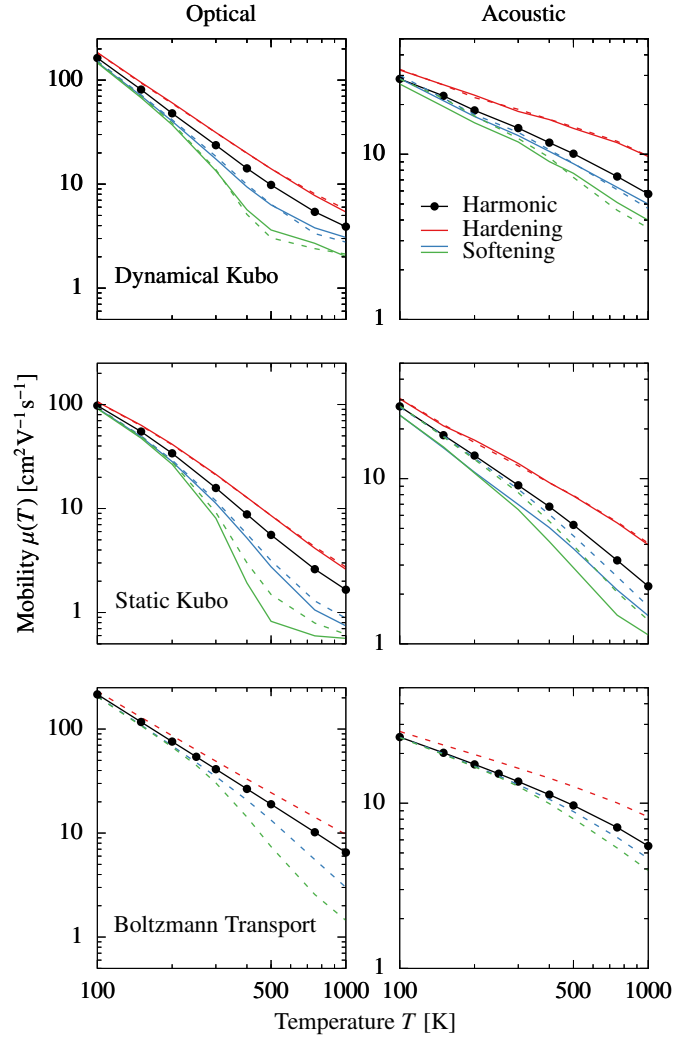 Optical
Acoustic
100
10
1
Dynamical Kubo
10
1
Harmonic
Hardening
Softening
Mobility μ(T) [cm²V⁻¹s⁻¹]
100
10
1
Static Kubo
10
1
100
10
1
Boltzmann Transport
10
1
100
500
1000
100
500
1000
Temperature T [K]